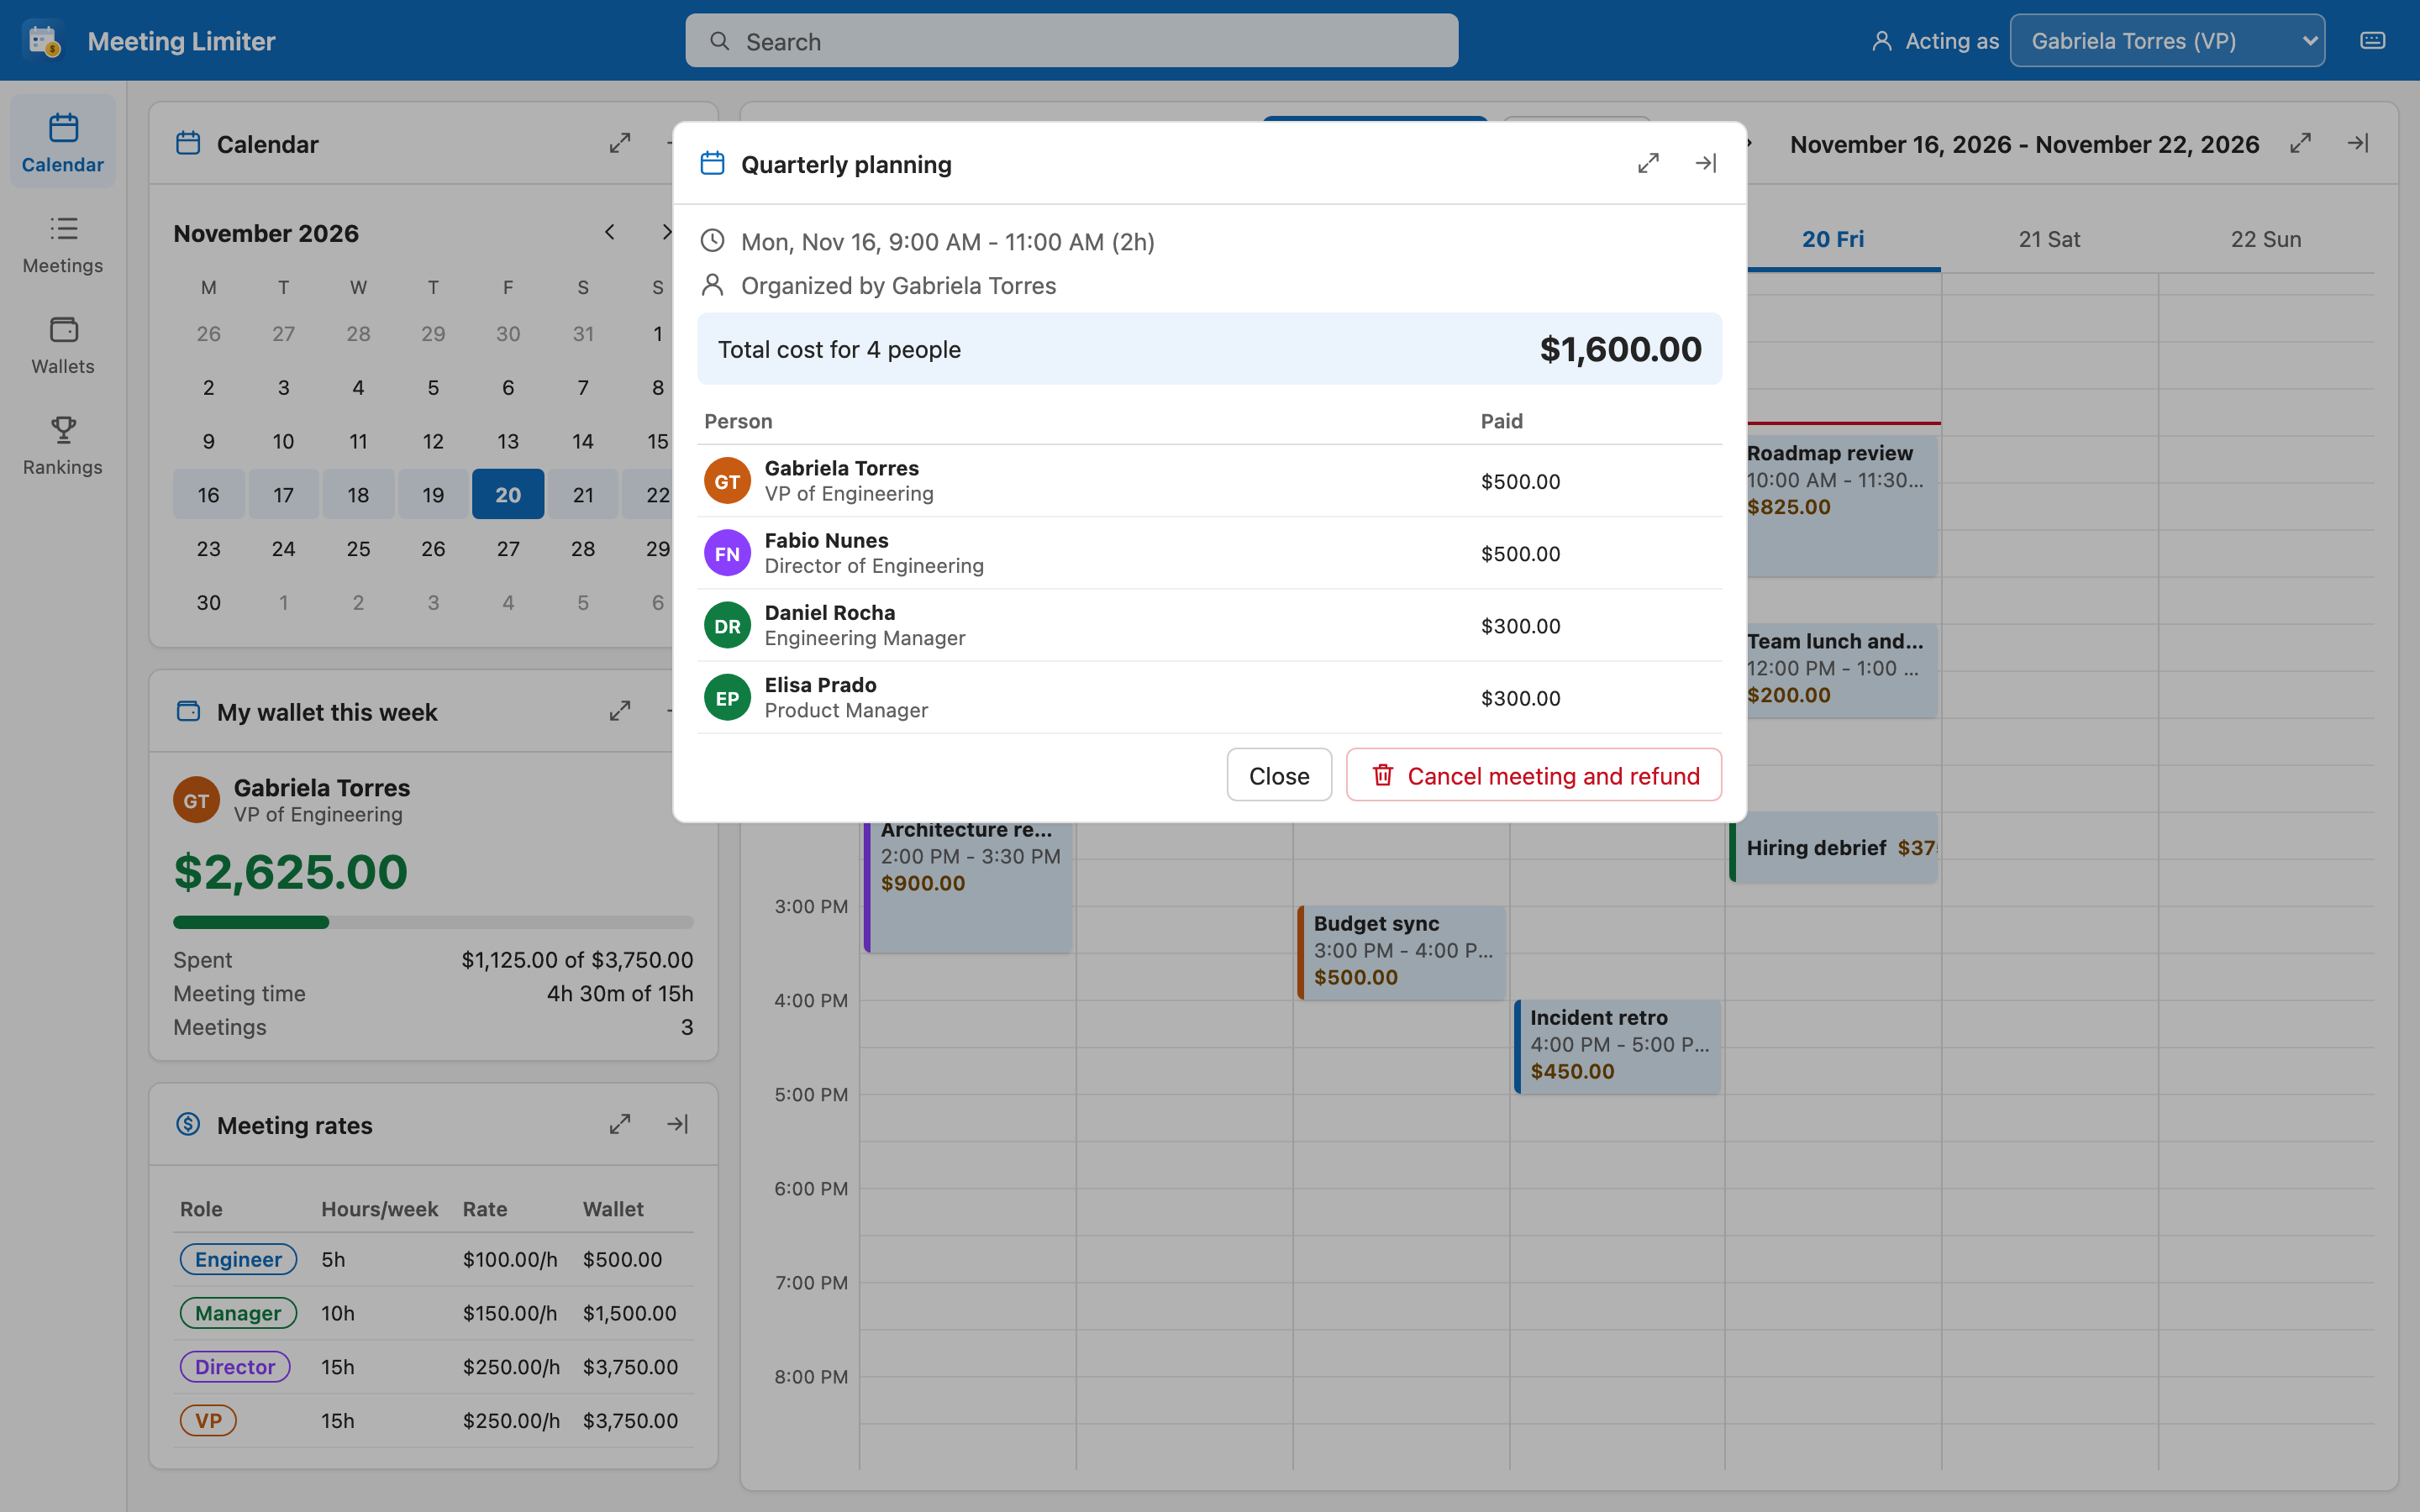 Meeting Limiter
Search
Acting as
Gabriela Torres (VP)
Calendar
Meetings
Wallets
Rankings
Calendar
November 2026
M T W T F S S
26 27 28 29 30 31 1
2 3 4 5 6 7 8
9 10 11 12 13 14 15
16 17 18 19 20 21 22
23 24 25 26 27 28 29
30 1 2 3 4 5 6
My wallet this week
GT
Gabriela Torres
VP of Engineering
$2,625.00
Spent $1,125.00 of $3,750.00
Meeting time 4h 30m of 15h
Meetings 3
Meeting rates
Role Hours/week Rate Wallet
Engineer 5h $100.00/h $500.00
Manager 10h $150.00/h $1,500.00
Director 15h $250.00/h $3,750.00
VP 15h $250.00/h $3,750.00
Quarterly planning
Mon, Nov 16, 9:00 AM - 11:00 AM (2h)
Organized by Gabriela Torres
Total cost for 4 people $1,600.00
Person Paid
GT
Gabriela Torres
VP of Engineering
$500.00
FN
Fabio Nunes
Director of Engineering
$500.00
DR
Daniel Rocha
Engineering Manager
$300.00
EP
Elisa Prado
Product Manager
$300.00
Close
Cancel meeting and refund
November 16, 2026 - November 22, 2026
20 Fri 21 Sat 22 Sun
Roadmap review
10:00 AM - 11:30...
$825.00
Team lunch and...
12:00 PM - 1:00 ...
$200.00
Architecture re...
2:00 PM - 3:30 PM
$900.00
Hiring debrief
Budget sync
3:00 PM - 4:00 P...
$500.00
Incident retro
4:00 PM - 5:00 P...
$450.00
3:00 PM
4:00 PM
5:00 PM
6:00 PM
7:00 PM
8:00 PM